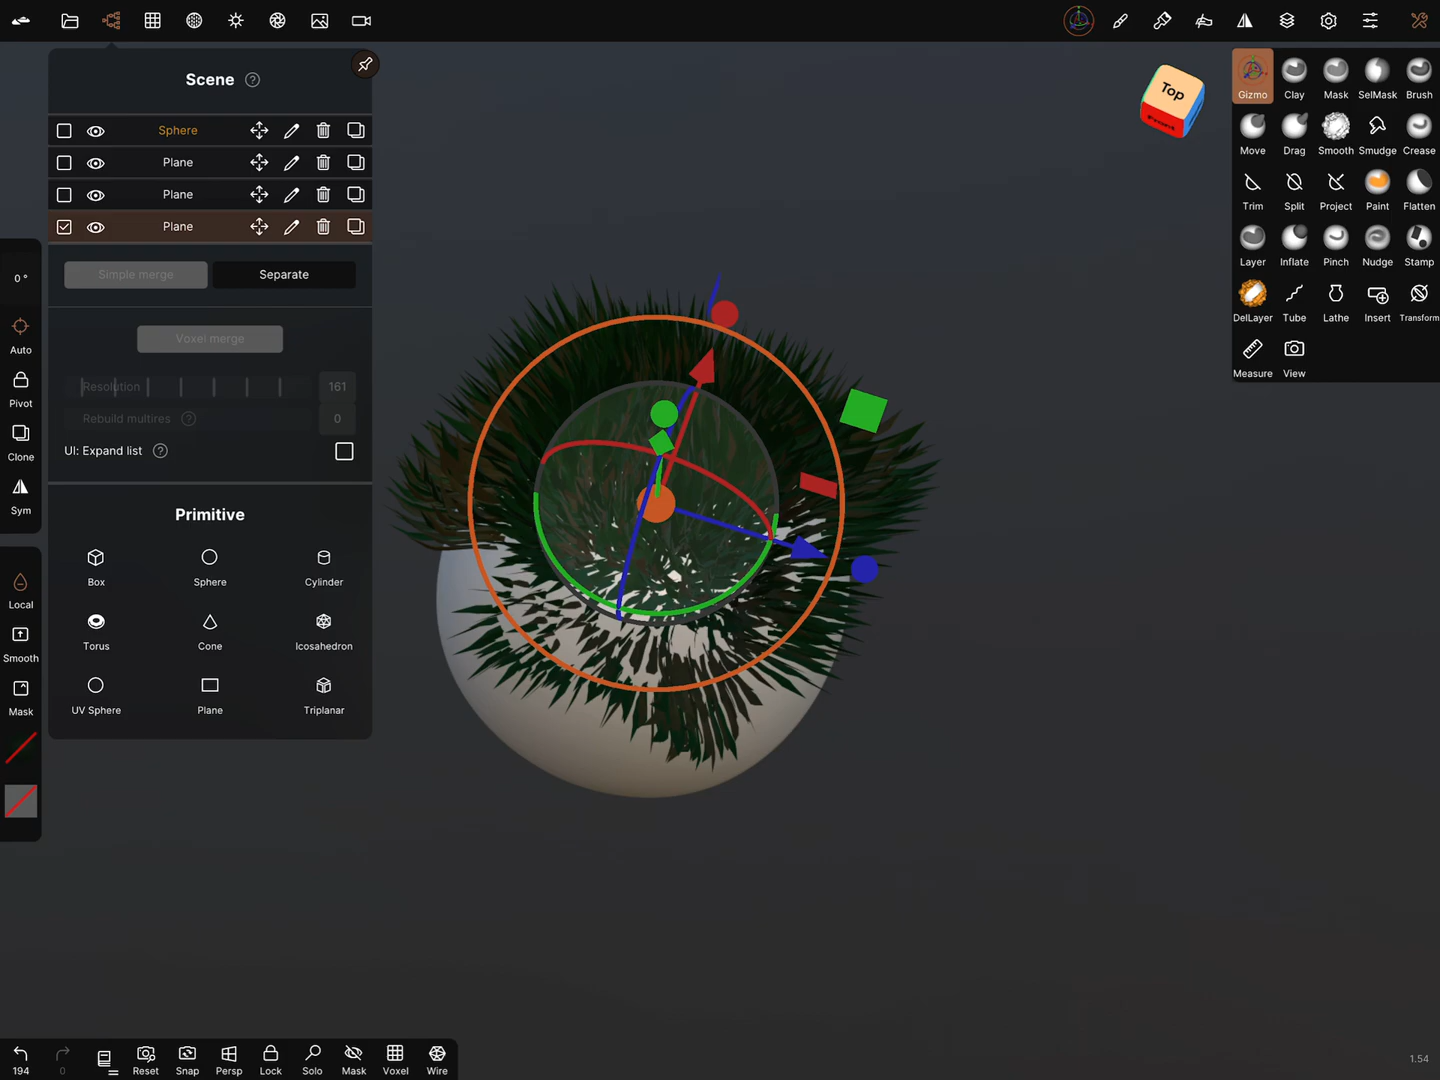 Scene
Sphere
Plane
Plane
Plane
Simple merge
Separate
Voxel merge
Resolution
161
Rebuild multires
0
UI: Expand list
Primitive
Box
Sphere
Cylinder
Torus
Cone
Icosahedron
UV Sphere
Plane
Triplanar
0 °
Auto
Pivot
Clone
Sym
Local
Smooth
Mask
Top
Front
Gizmo
Clay
Mask
SelMask
Brush
Move
Drag
Smooth
Smudge
Crease
Trim
Split
Project
Paint
Flatten
Layer
Inflate
Pinch
Nudge
Stamp
DelLayer
Tube
Lathe
Insert
Transform
Measure
View
194
0
Reset
Snap
Persp
Lock
Solo
Mask
Voxel
Wire
1.54